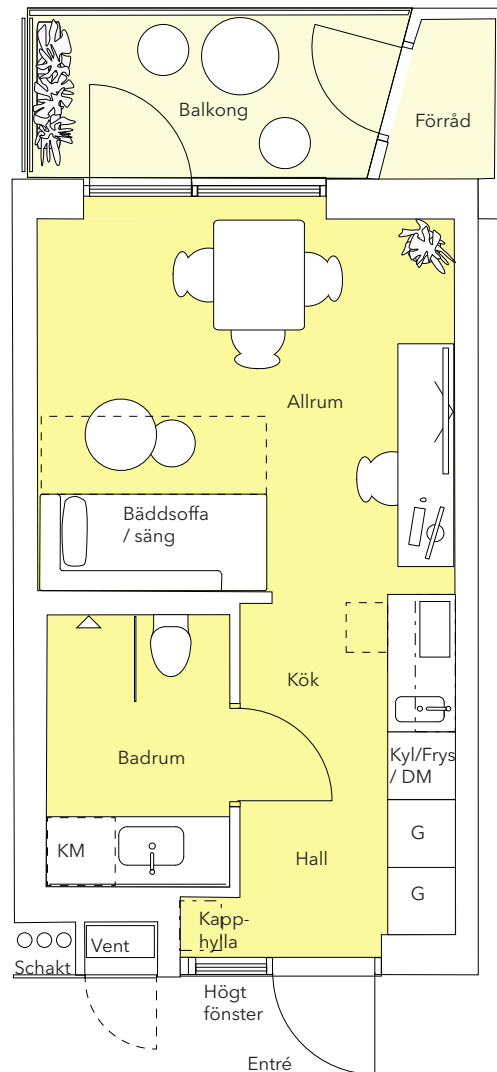 Balkong
Förråd
Allrum
Bäddsoffa
/ säng
Kök
Badrum
Kyl/Frys
/ DM
KM
Hall
G
G
Kapp-
hylla
Vent
Schakt
Högt
fönster
Entré